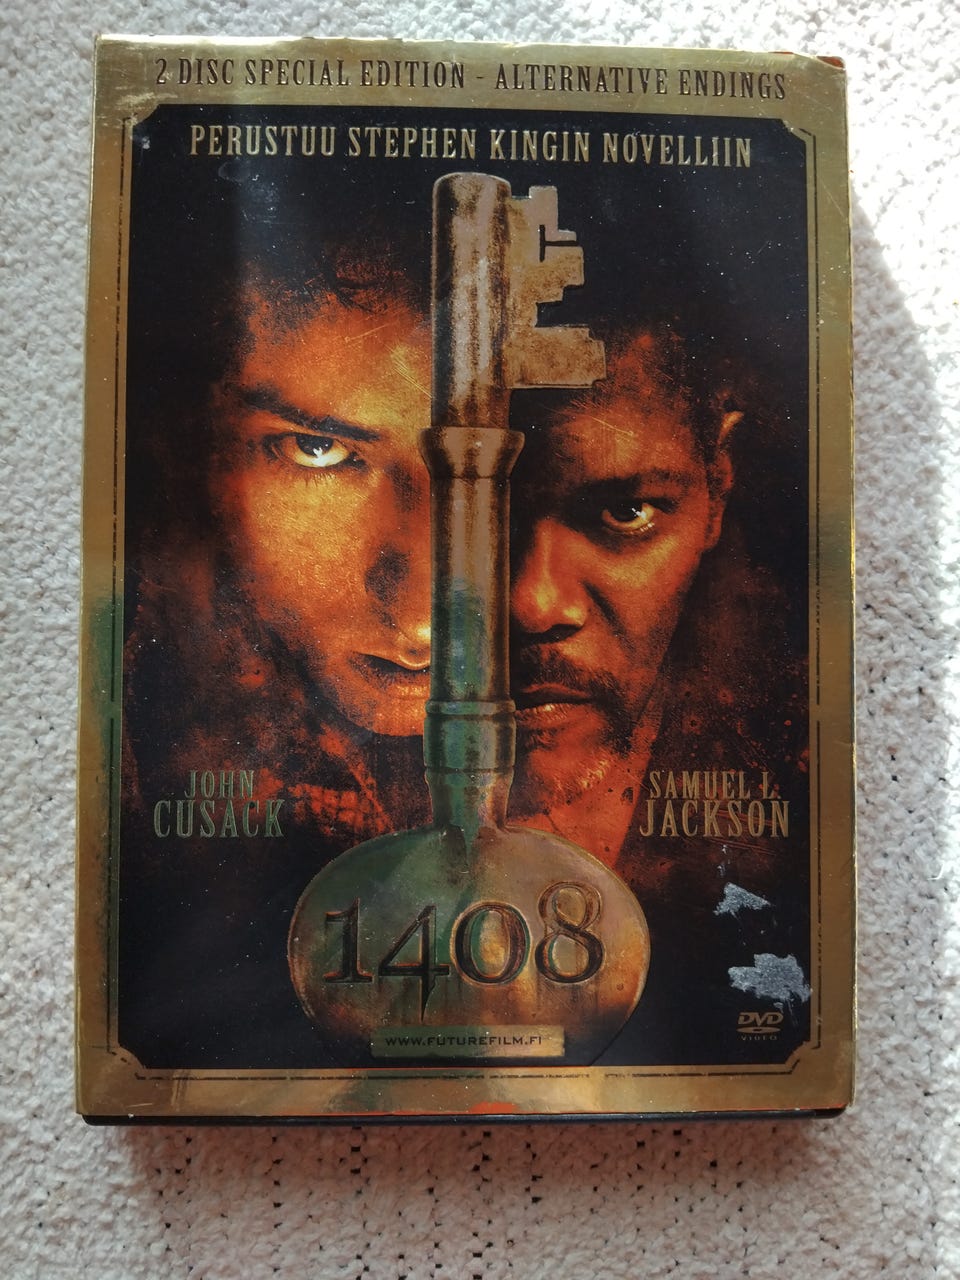 2 DISC SPECIAL EDITION - ALTERNATIVE ENDINGS
PERUSTUU STEPHEN KINGIN NOVELLIIN
JOHN
CUSACK
SAMUEL L.
JACKSON
1408
WWW.FUTUREFILM.FI
DVD
VIDEO